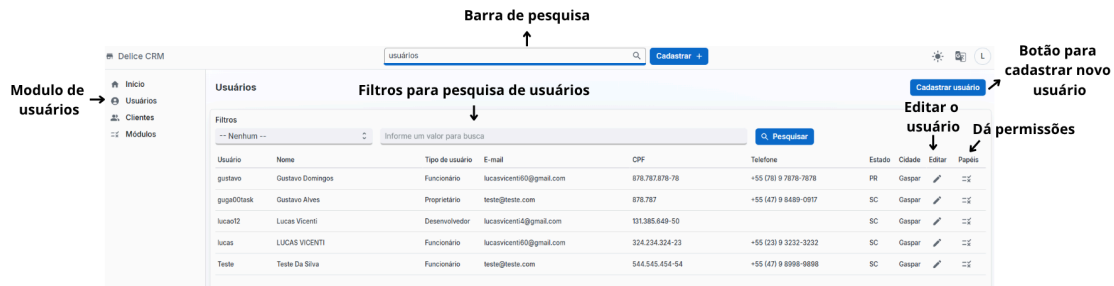 Barra de pesquisa
Delice CRM
usuários
Cadastrar +
L
Botão para
cadastrar novo
usuário
Modulo de
usuários
Início
Usuários
Clientes
Módulos
Usuários
Cadastrar usuário
Filtros para pesquisa de usuários
Editar o
usuário
Dá permissões
Filtros
-- Nenhum --
Informe um valor para busca
Pesquisar
Usuário Nome Tipo de usuário E-mail CPF Telefone Estado Cidade Editar Papéis
gustavo Gustavo Domingos Funcionário lucasvicenti60@gmail.com 878.787.878-78 +55 (78) 9 7878-7878 PR Gaspar
guga00task Gustavo Alves Proprietário teste@teste.com 878.787 +55 (47) 9 8489-0917 SC Gaspar
lucao12 Lucas Vicenti Desenvolvedor lucasvicenti4@gmail.com 131.385.649-50 SC Gaspar
lucas LUCAS VICENTI Funcionário lucasvicenti60@gmail.com 324.234.324-23 +55 (23) 9 3232-3232 SC Gaspar
Teste Teste Da Silva Funcionário teste@teste.com 544.545.454-54 +55 (47) 9 8998-9898 SC Gaspar